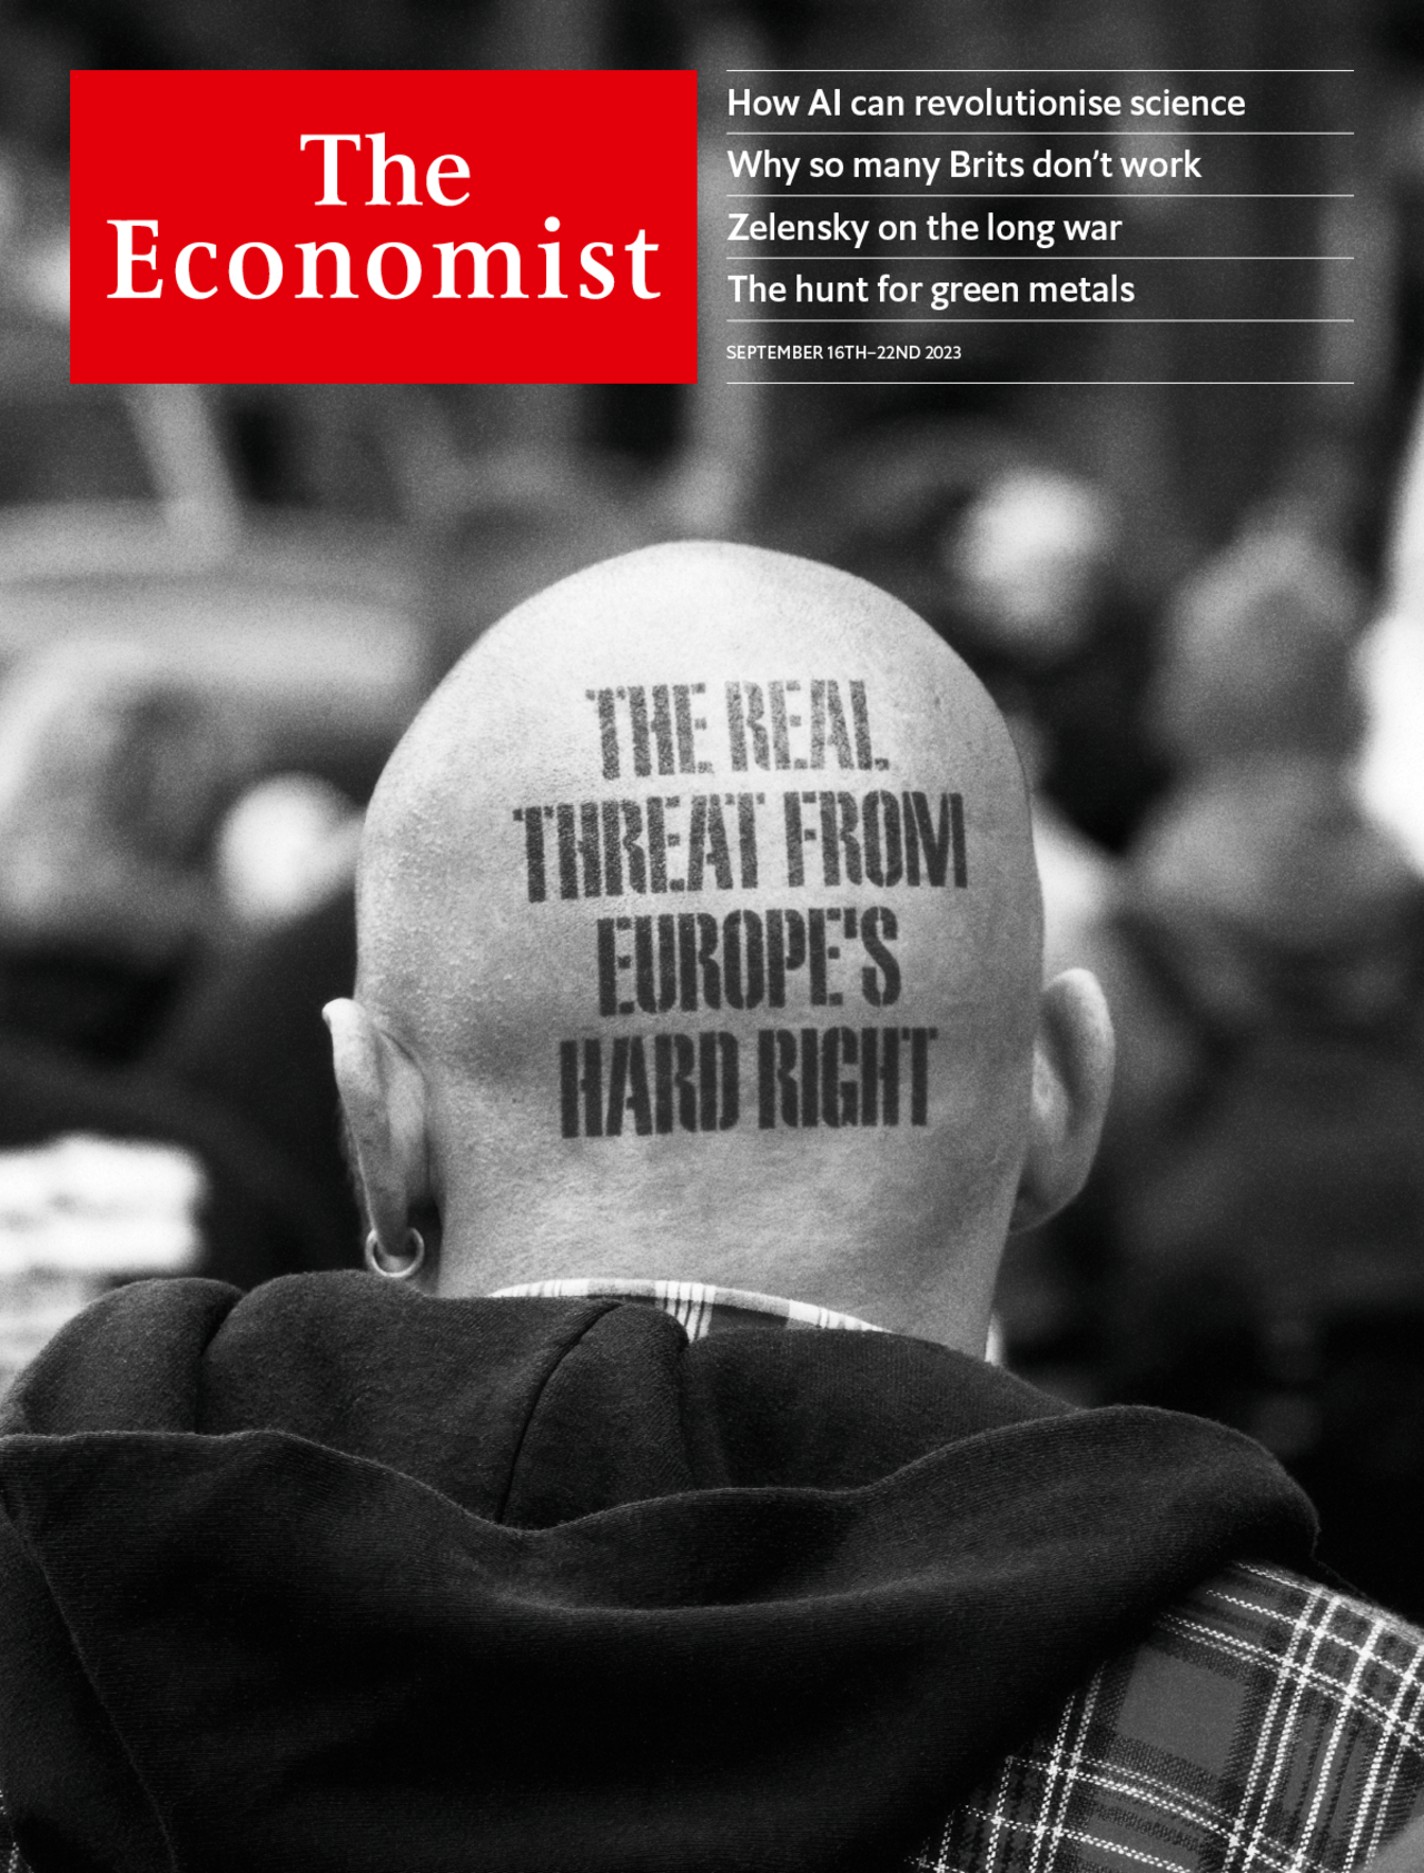 The
Economist
How AI can revolutionise science
Why so many Brits don't work
Zelensky on the long war
The hunt for green metals
SEPTEMBER 16TH–22ND 2023
THE REAL
THREAT FROM
EUROPE'S
HARD RIGHT